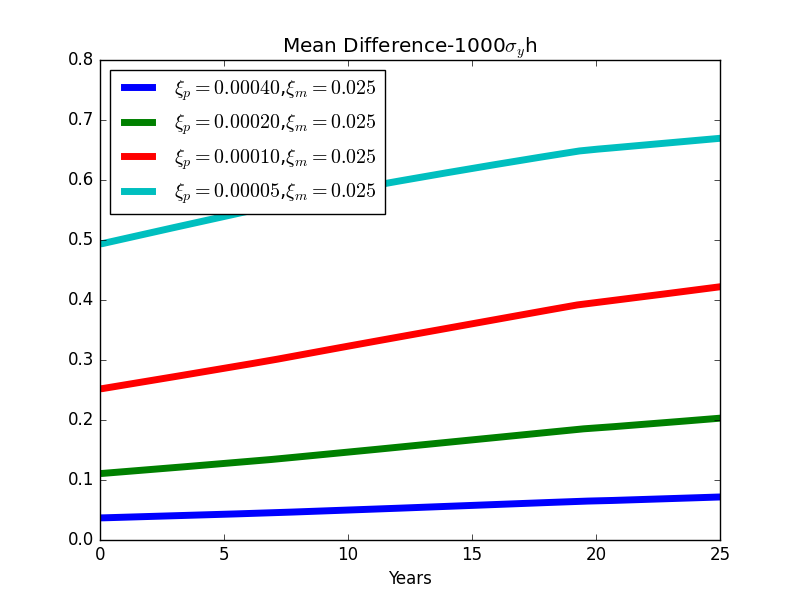 Mean Difference-1000σ_yh
0.8
0.7
0.6
0.5
0.4
0.3
0.2
0.1
0.0
ξ_p = 0.00040,ξ_m = 0.025
ξ_p = 0.00020,ξ_m = 0.025
ξ_p = 0.00010,ξ_m = 0.025
ξ_p = 0.00005,ξ_m = 0.025
0 5 10 15 20 25
Years